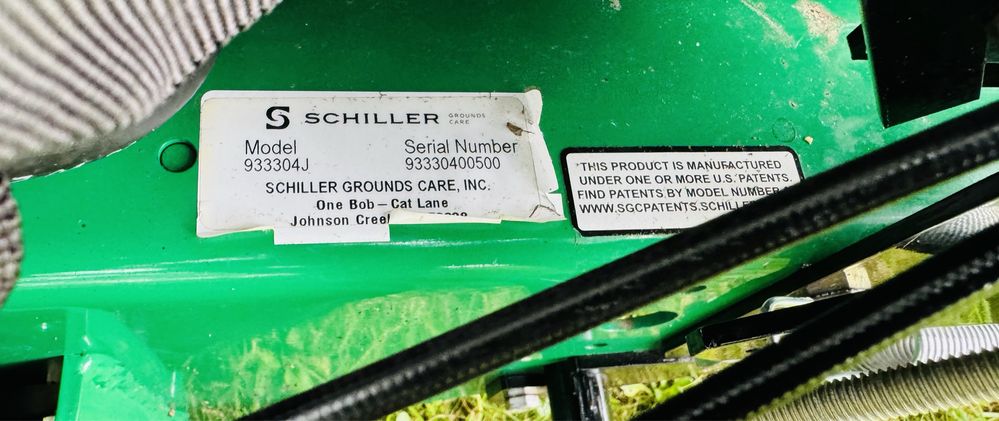 S SCHILLER GROUNDS CARE
Model Serial Number
933304J 93330400500
SCHILLER GROUNDS CARE, INC.
One Bob-Cat Lane
Johnson
THIS PRODUCT IS MANUFACTURED
UNDER ONE OR MORE U.S. PATENTS.
FIND PATENTS BY MODEL NUMBER
WWW.SGCPATENTS.SCHILLER